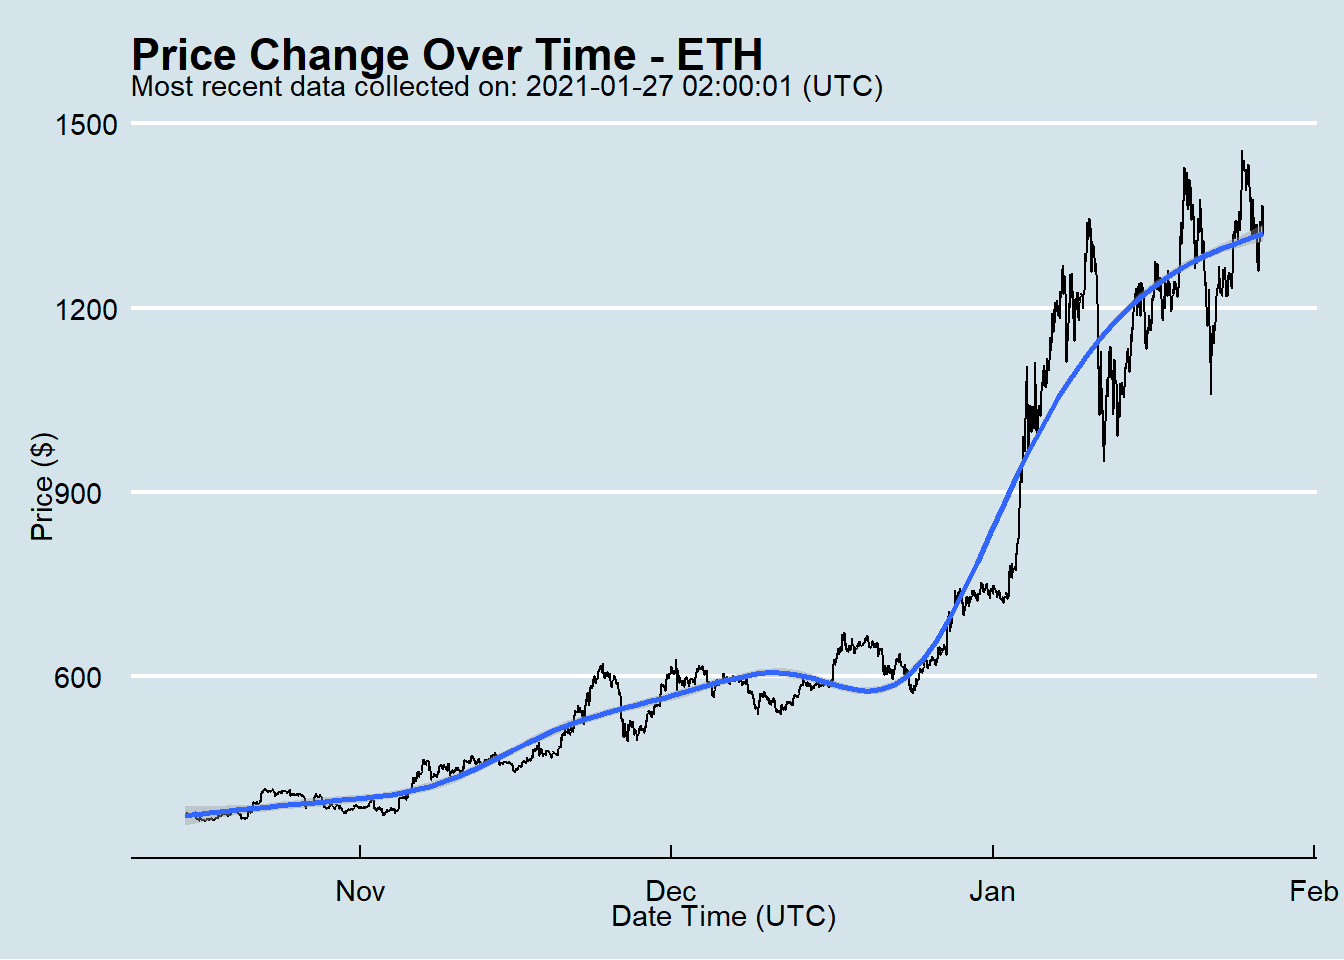 Price Change Over Time - ETH
Most recent data collected on: 2021-01-27 02:00:01 (UTC)
1500
1200
900
600
Price ($)
Nov Dec Jan Feb
Date Time (UTC)